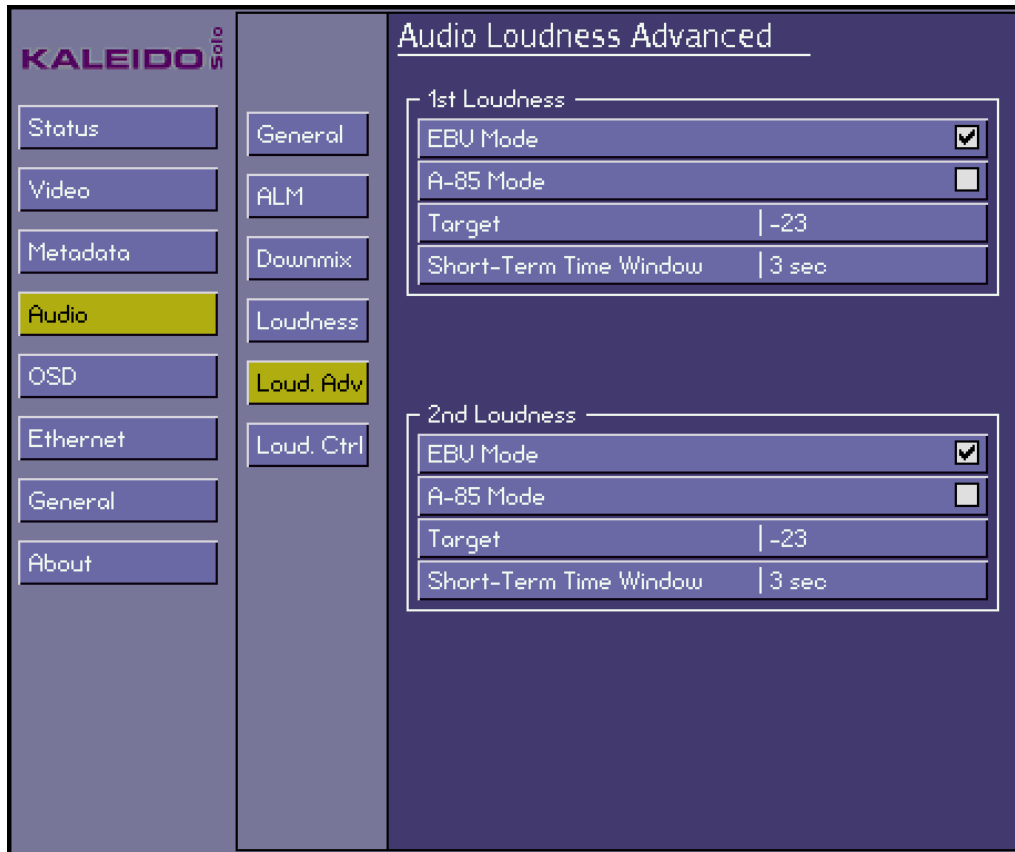 KALEIDO Solo
Status
Video
Metadata
Audio
OSD
Ethernet
General
About
General
ALM
Downmix
Loudness
Loud. Adv
Loud. Ctrl
Audio Loudness Advanced
1st Loudness
EBU Mode
A-85 Mode
Target -23
Short-Term Time Window 3 sec
2nd Loudness
EBU Mode
A-85 Mode
Target -23
Short-Term Time Window 3 sec